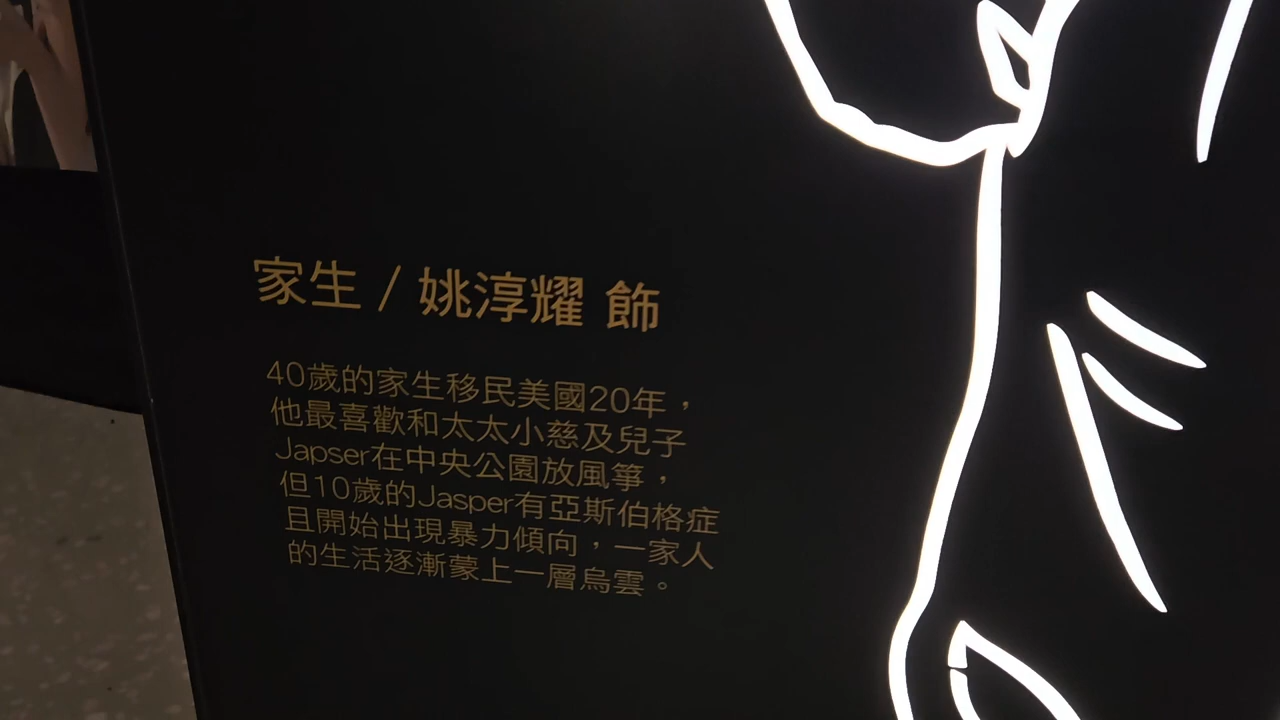 家生 / 姚淳耀 飾
40歲的家生移民美國20年，
他最喜歡和太太小慈及兒子
Japser在中央公園放風箏，
但10歲的Jasper有亞斯伯格症
且開始出現暴力傾向，一家人
的生活逐漸蒙上一層烏雲。